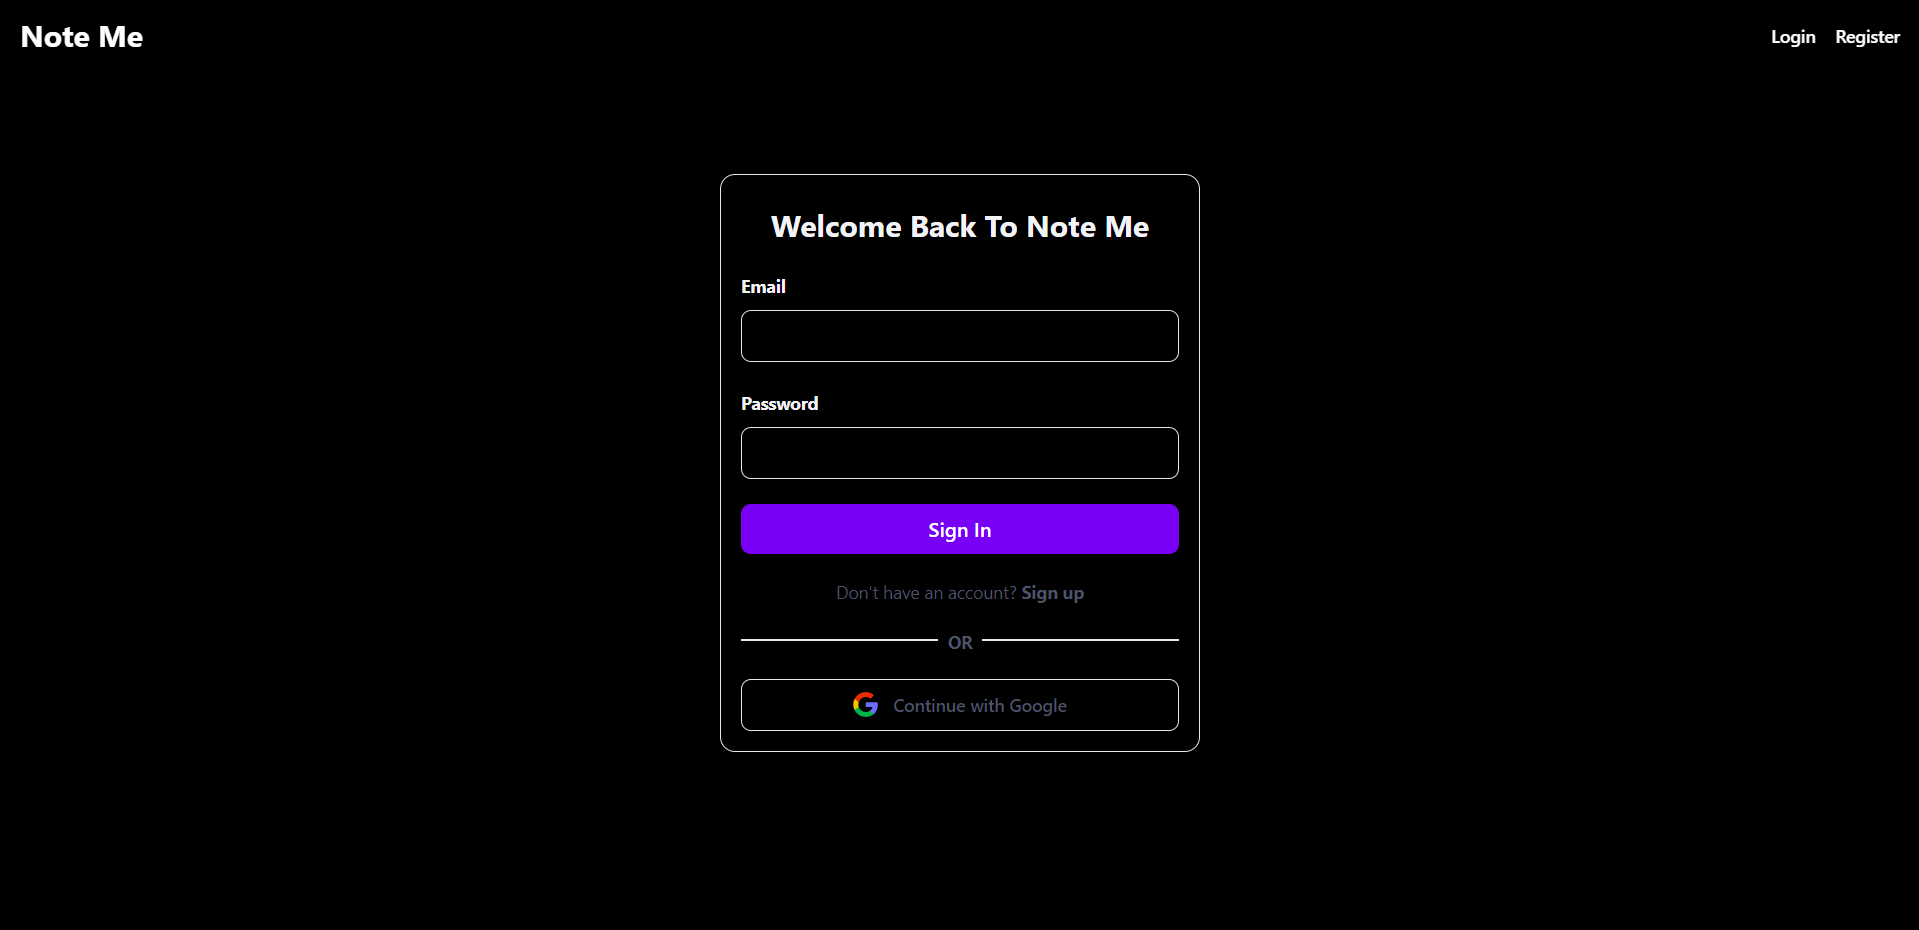 Note Me
Login Register
Welcome Back To Note Me
Email
Password
Sign In
Don't have an account? Sign up
OR
Continue with Google